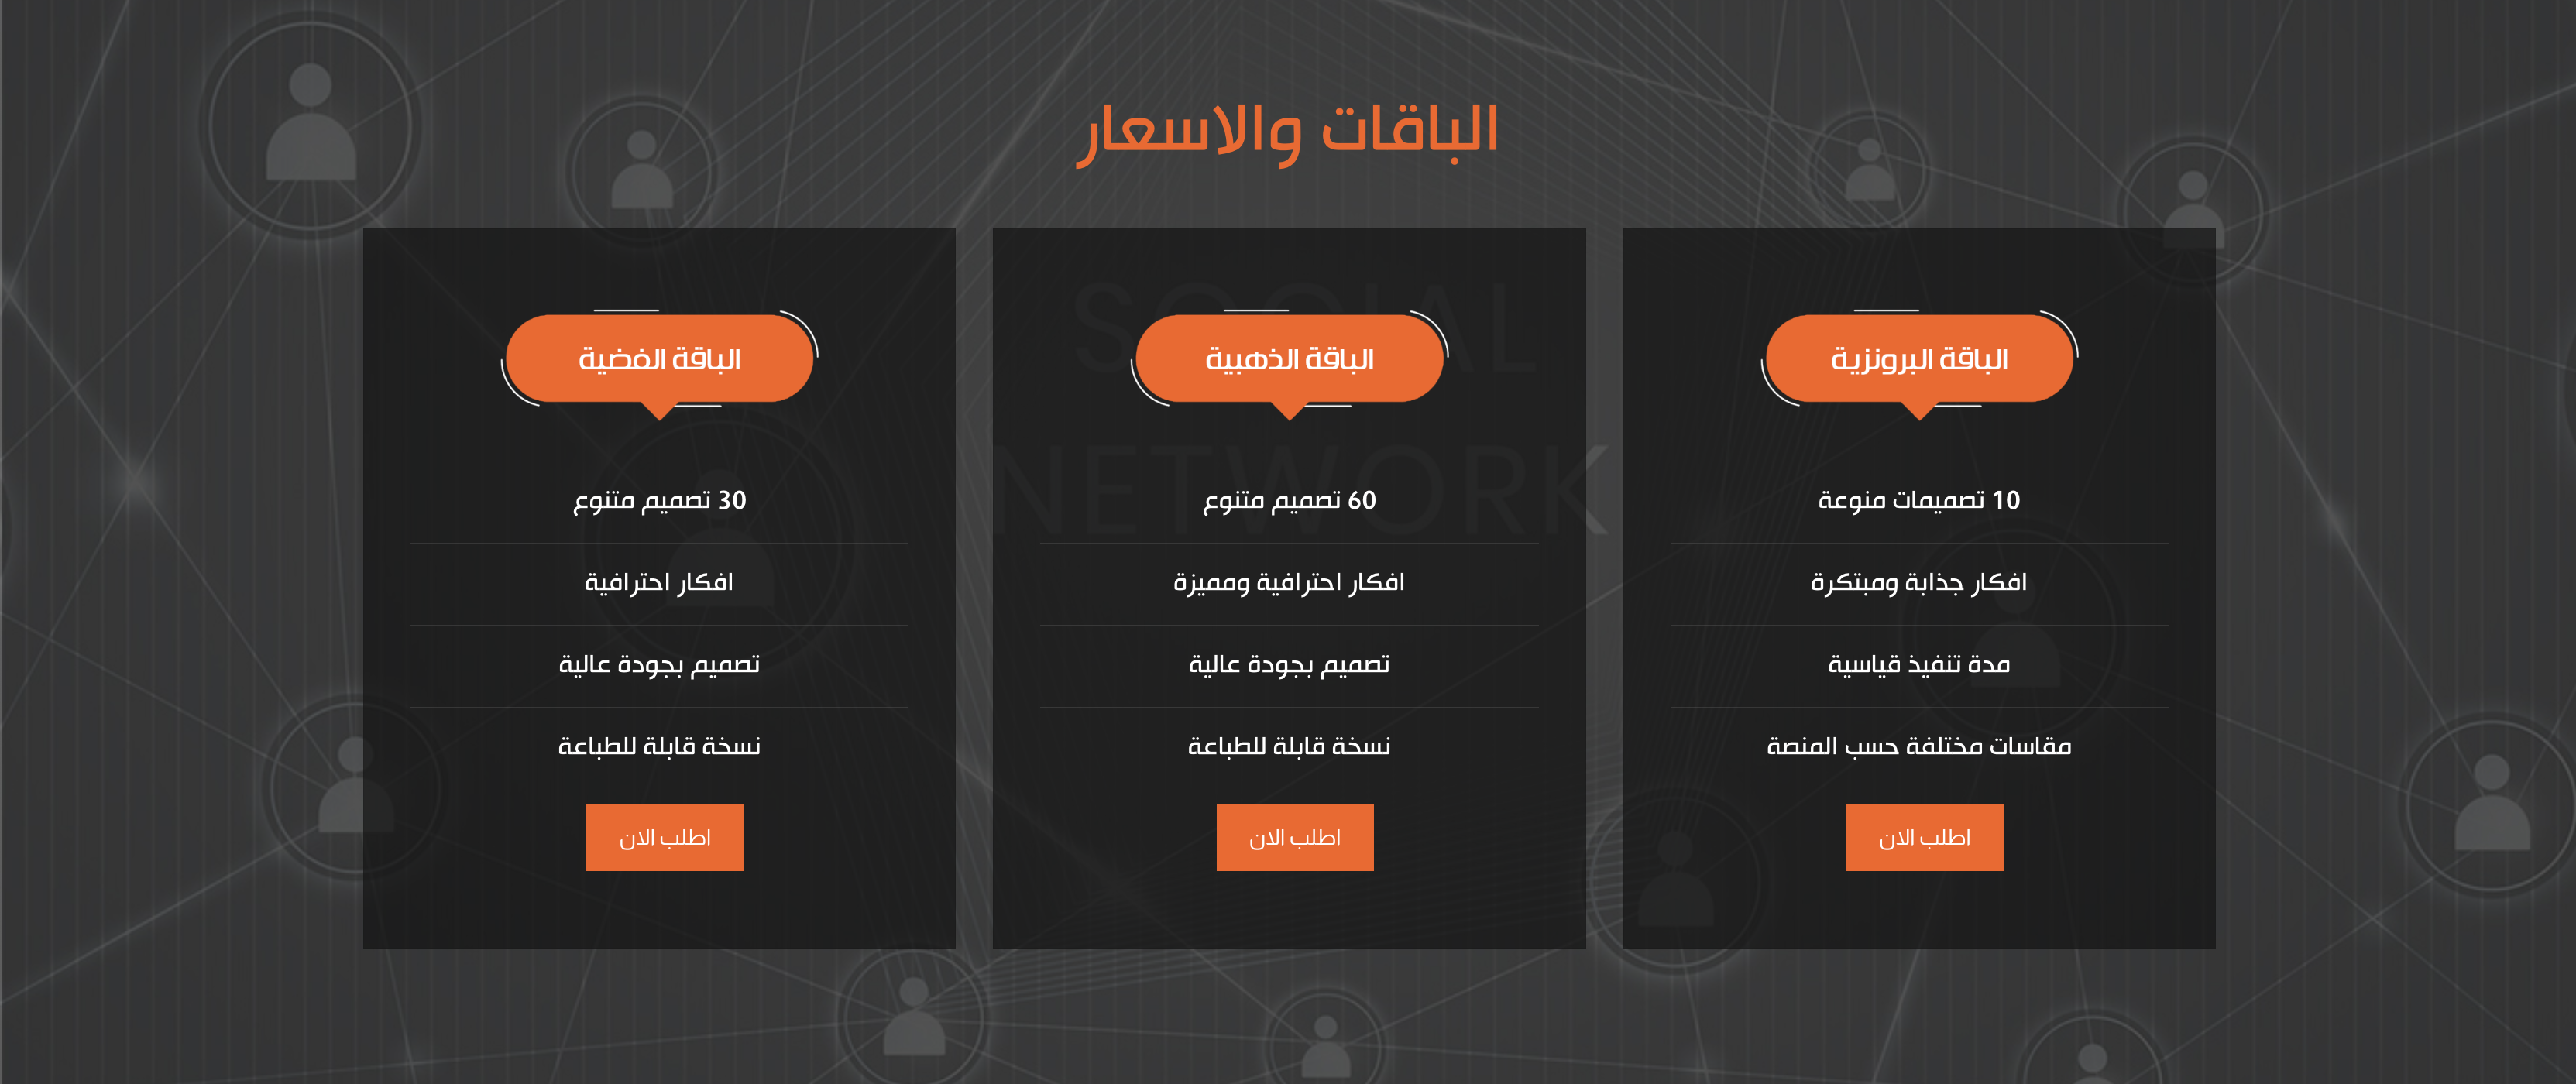 الباقات والاسعار
الباقة البرونزية
10 تصميمات منوعة
افكار جذابة ومبتكرة
مدة تنفيذ قياسية
مقاسات مختلفة حسب المنصة
اطلب الان
الباقة الذهبية
60 تصميم متنوع
افكار احترافية ومميزة
تصميم بجودة عالية
نسخة قابلة للطباعة
اطلب الان
الباقة الفضية
30 تصميم متنوع
افكار احترافية
تصميم بجودة عالية
نسخة قابلة للطباعة
اطلب الان
SOCIAL
NETWORK